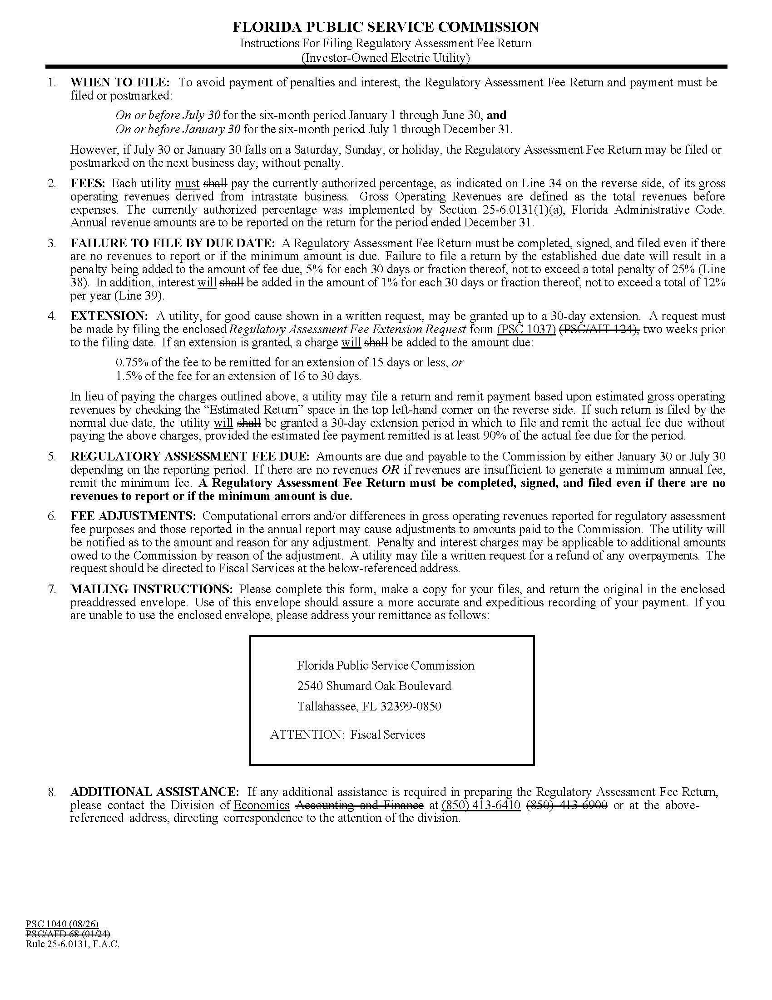 FLORIDA PUBLIC SERVICE COMMISSION
Instructions For Filing Regulatory Assessment Fee Return
(Investor-Owned Electric Utility)
1. WHEN TO FILE: To avoid payment of penalties and interest, the Regulatory Assessment Fee Return and payment must be
filed or postmarked:
On or before July 30 for the six-month period January 1 through June 30, and
On or before January 30 for the six-month period July 1 through December 31.
However, if July 30 or January 30 falls on a Saturday, Sunday, or holiday, the Regulatory Assessment Fee Return may be filed or
postmarked on the next business day, without penalty.
2. FEES: Each utility must shall pay the currently authorized percentage, as indicated on Line 34 on the reverse side, of its gross
operating revenues derived from intrastate business. Gross Operating Revenues are defined as the total revenues before
expenses. The currently authorized percentage was implemented by Section 25-6.0131(1)(a), Florida Administrative Code.
Annual revenue amounts are to be reported on the return for the period ended December 31.
3. FAILURE TO FILE BY DUE DATE: A Regulatory Assessment Fee Return must be completed, signed, and filed even if there
are no revenues to report or if the minimum amount is due. Failure to file a return by the established due date will result in a
penalty being added to the amount of fee due, 5% for each 30 days or fraction thereof, not to exceed a total penalty of 25% (Line
38). In addition, interest will shall be added in the amount of 1% for each 30 days or fraction thereof, not to exceed a total of 12%
per year (Line 39).
4. EXTENSION: A utility, for good cause shown in a written request, may be granted up to a 30-day extension. A request must
be made by filing the enclosed Regulatory Assessment Fee Extension Request form (PSC 1037) (PSC/AIT 124), two weeks prior
to the filing date. If an extension is granted, a charge will shall be added to the amount due:
0.75% of the fee to be remitted for an extension of 15 days or less, or
1.5% of the fee for an extension of 16 to 30 days.
In lieu of paying the charges outlined above, a utility may file a return and remit payment based upon estimated gross operating
revenues by checking the “Estimated Return” space in the top left-hand corner on the reverse side. If such return is filed by the
normal due date, the utility will shall be granted a 30-day extension period in which to file and remit the actual fee due without
paying the above charges, provided the estimated fee payment remitted is at least 90% of the actual fee due for the period.
5. REGULATORY ASSESSMENT FEE DUE: Amounts are due and payable to the Commission by either January 30 or July 30
depending on the reporting period. If there are no revenues OR if revenues are insufficient to generate a minimum annual fee,
remit the minimum fee. A Regulatory Assessment Fee Return must be completed, signed, and filed even if there are no
revenues to report or if the minimum amount is due.
6. FEE ADJUSTMENTS: Computational errors and/or differences in gross operating revenues reported for regulatory assessment
fee purposes and those reported in the annual report may cause adjustments to amounts paid to the Commission. The utility will
be notified as to the amount and reason for any adjustment. Penalty and interest charges may be applicable to additional amounts
owed to the Commission by reason of the adjustment. A utility may file a written request for a refund of any overpayments. The
request should be directed to Fiscal Services at the below-referenced address.
7. MAILING INSTRUCTIONS: Please complete this form, make a copy for your files, and return the original in the enclosed
preaddressed envelope. Use of this envelope should assure a more accurate and expeditious recording of your payment. If you
are unable to use the enclosed envelope, please address your remittance as follows:
Florida Public Service Commission
2540 Shumard Oak Boulevard
Tallahassee, FL 32399-0850
ATTENTION: Fiscal Services
8. ADDITIONAL ASSISTANCE: If any additional assistance is required in preparing the Regulatory Assessment Fee Return,
please contact the Division of Economics Accounting and Finance at (850) 413-6410 (850) 413-6900 or at the above-
referenced address, directing correspondence to the attention of the division.
PSC 1040 (08/26)
PSC/AFD 68 (01/24)
Rule 25-6.0131, F.A.C.